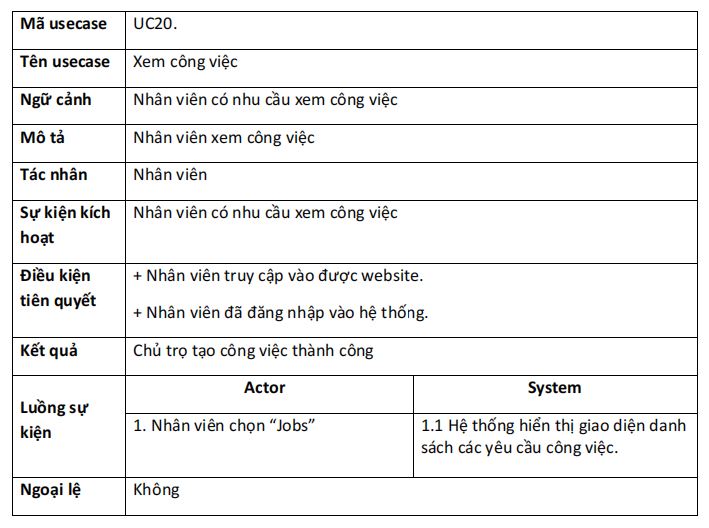 Mã usecase UC20.
Tên usecase Xem công việc
Ngữ cảnh Nhân viên có nhu cầu xem công việc
Mô tả Nhân viên xem công việc
Tác nhân Nhân viên
Sự kiện kích Nhân viên có nhu cầu xem công việc
hoạt
Điều kiện + Nhân viên truy cập vào được website.
tiên quyết
+ Nhân viên đã đăng nhập vào hệ thống.
Kết quả Chủ trọ tạo công việc thành công
Luồng sự
kiện
Actor System
1. Nhân viên chọn “Jobs” 1.1 Hệ thống hiển thị giao diện danh
sách các yêu cầu công việc.
Ngoại lệ Không